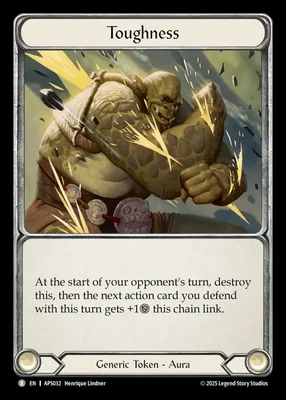 Toughness
At the start of your opponent's turn, destroy
this, then the next action card you defend
with this turn gets +1 this chain link.
Generic Token - Aura
EN | APS032 Henrique Lindner
© 2025 Legend Story Studios